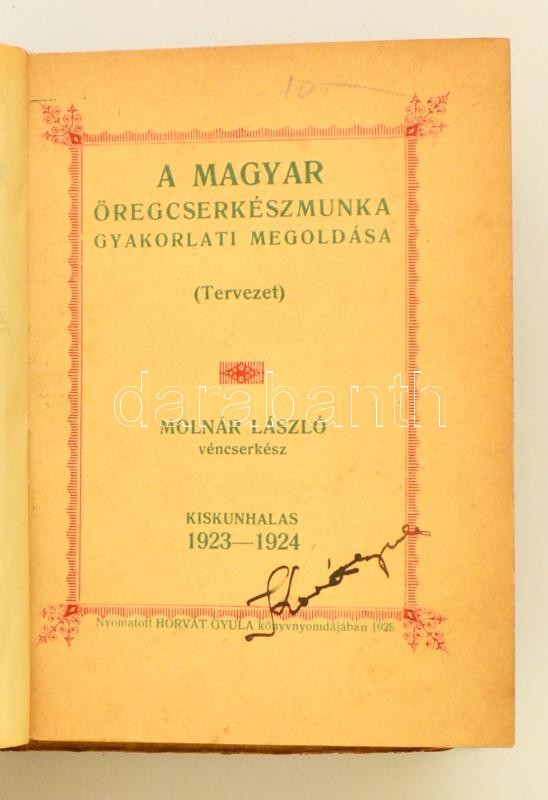 10.—
A MAGYAR
ÖREGCSERKÉSZMUNKA
GYAKORLATI MEGOLDÁSA
(Tervezet)
darabanth
MOLNÁR LÁSZLÓ
véncserkész
KISKUNHALAS
1923—1924
Nyomatott HORVÁT GYULA könyvnyomdájában 1925